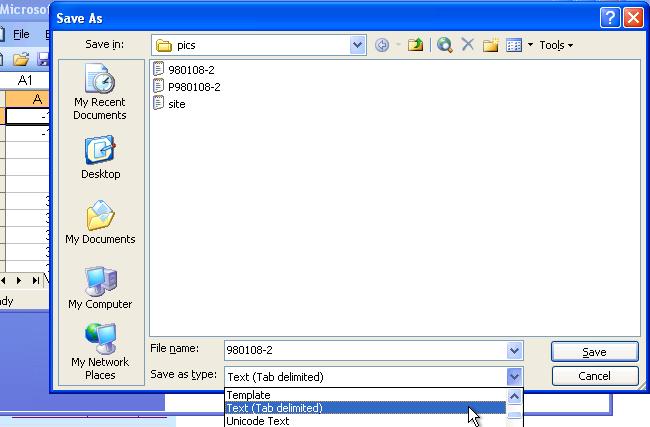 Microsof
Save As
File
Save in:
pics
Tools
A1
A
980108-2
P980108-2
site
My Recent
Documents
Desktop
My Documents
My Computer
My Network
Places
dy
File name:
980108-2
Save
Save as type:
Text (Tab delimited)
Cancel
Template
Text (Tab delimited)
Unicode Text